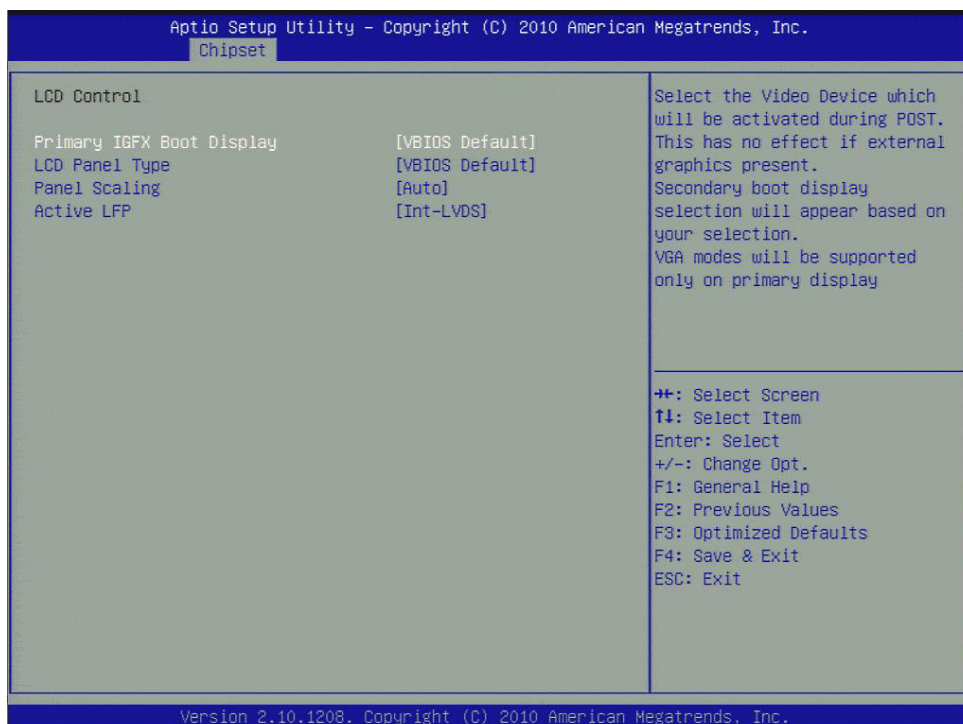 Aptio Setup Utility – Copyright (C) 2010 American Megatrends, Inc.
Chipset
LCD Control
Primary IGFX Boot Display [VBIOS Default]
LCD Panel Type [VBIOS Default]
Panel Scaling [Auto]
Active LFP [Int-LVDS]
Select the Video Device which
will be activated during POST.
This has no effect if external
graphics present.
Secondary boot display
selection will appear based on
your selection.
VGA modes will be supported
only on primary display
→←: Select Screen
↑↓: Select Item
Enter: Select
+/-: Change Opt.
F1: General Help
F2: Previous Values
F3: Optimized Defaults
F4: Save & Exit
ESC: Exit
Version 2.10.1208. Copyright (C) 2010 American Megatrends, Inc.